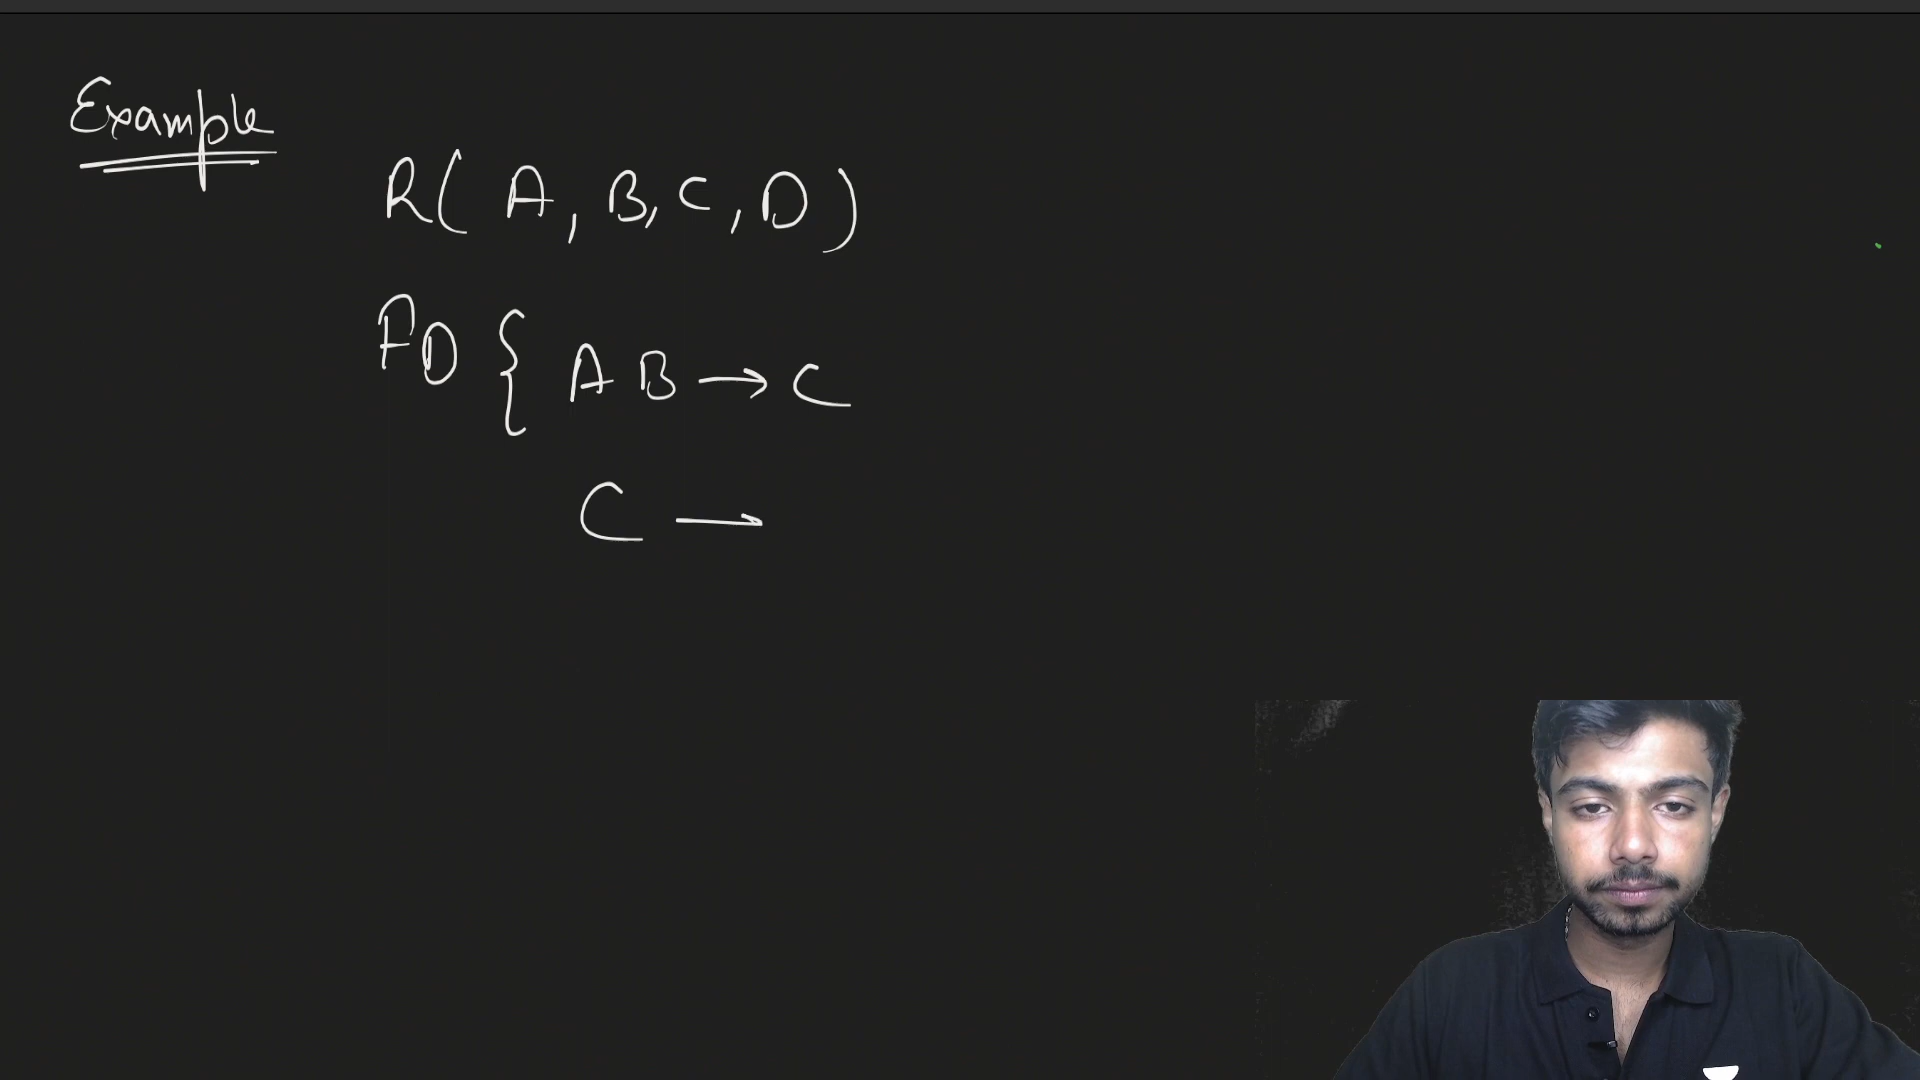 Example
R( A, B, C, D )
FD { AB → C
C →